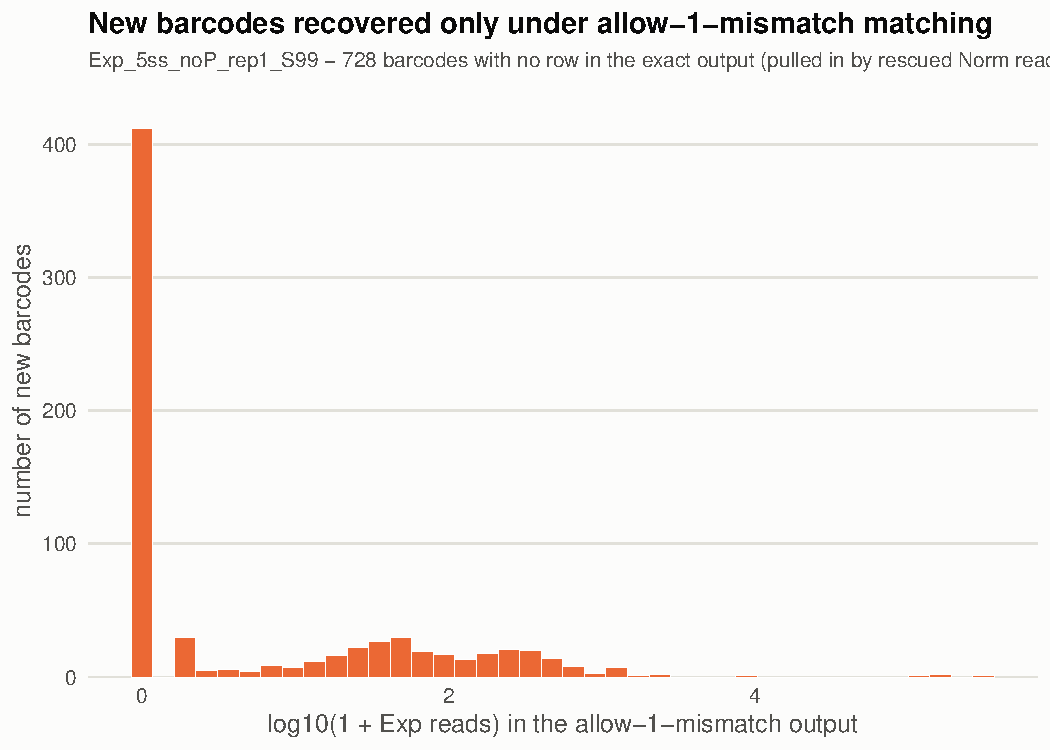 New barcodes recovered only under allow−1−mismatch matching
Exp_5ss_noP_rep1_S99 − 728 barcodes with no row in the exact output (pulled in by rescued Norm
number of new barcodes
400
300
200
100
0
0 2 4
log10(1 + Exp reads) in the allow−1−mismatch output